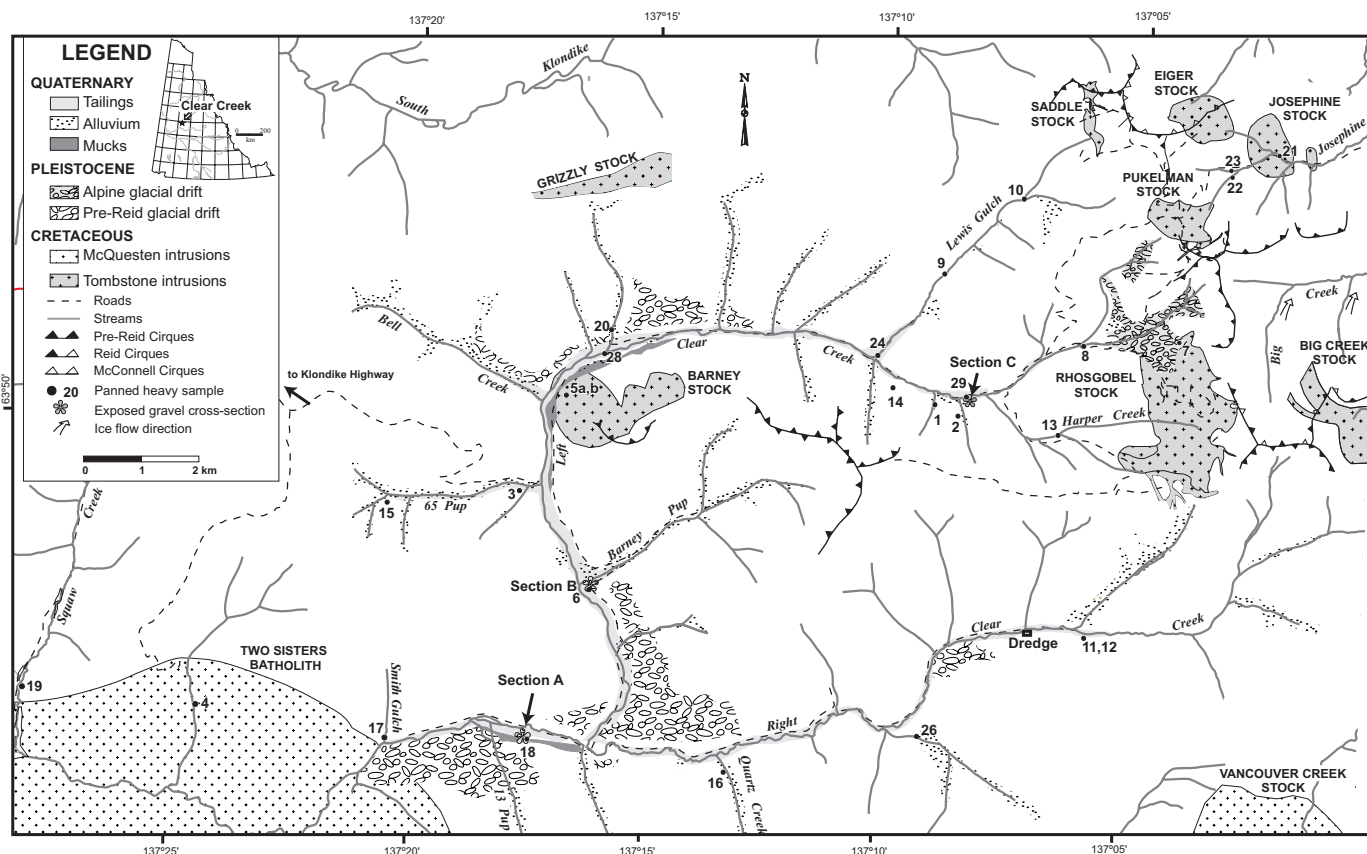 137°20'
137°15'
137°10'
137°05'
LEGEND
QUATERNARY
Tailings
Alluvium
Mucks
PLEISTOCENE
Alpine glacial drift
Pre-Reid glacial drift
CRETACEOUS
McQuesten intrusions
Tombstone intrusions
Roads
Streams
Pre-Reid Cirques
Reid Cirques
McConnell Cirques
20 Panned heavy sample
Exposed gravel cross-section
Ice flow direction
0 1 2 km
Clear Creek
0 200
km
N
South
Klondike
GRIZZLY STOCK
SADDLE
STOCK
EIGER
STOCK
JOSEPHINE
STOCK
Josephine
21
23
22
PUKELMAN
STOCK
10
Lewis Gulch
9
Bell
Creek
20
28
Clear
Creek
24
8
7
Section C
29
14
1
2
13
Harper Creek
RHOSGOBEL
STOCK
Big
Creek
BIG CREEK
STOCK
63°50'
to Klondike Highway
5a,b
BARNEY
STOCK
Left
3
65 Pup
15
Barney
Pup
Section B
6
Creek
Squaw
19
TWO SISTERS
BATHOLITH
4
Smith Gulch
17
Section A
18
13 Pup
Right
16
Quartz Creek
26
Clear
Creek
Dredge
11,12
VANCOUVER CREEK
STOCK
137°25'
137°20'
137°15'
137°10'
137°05'